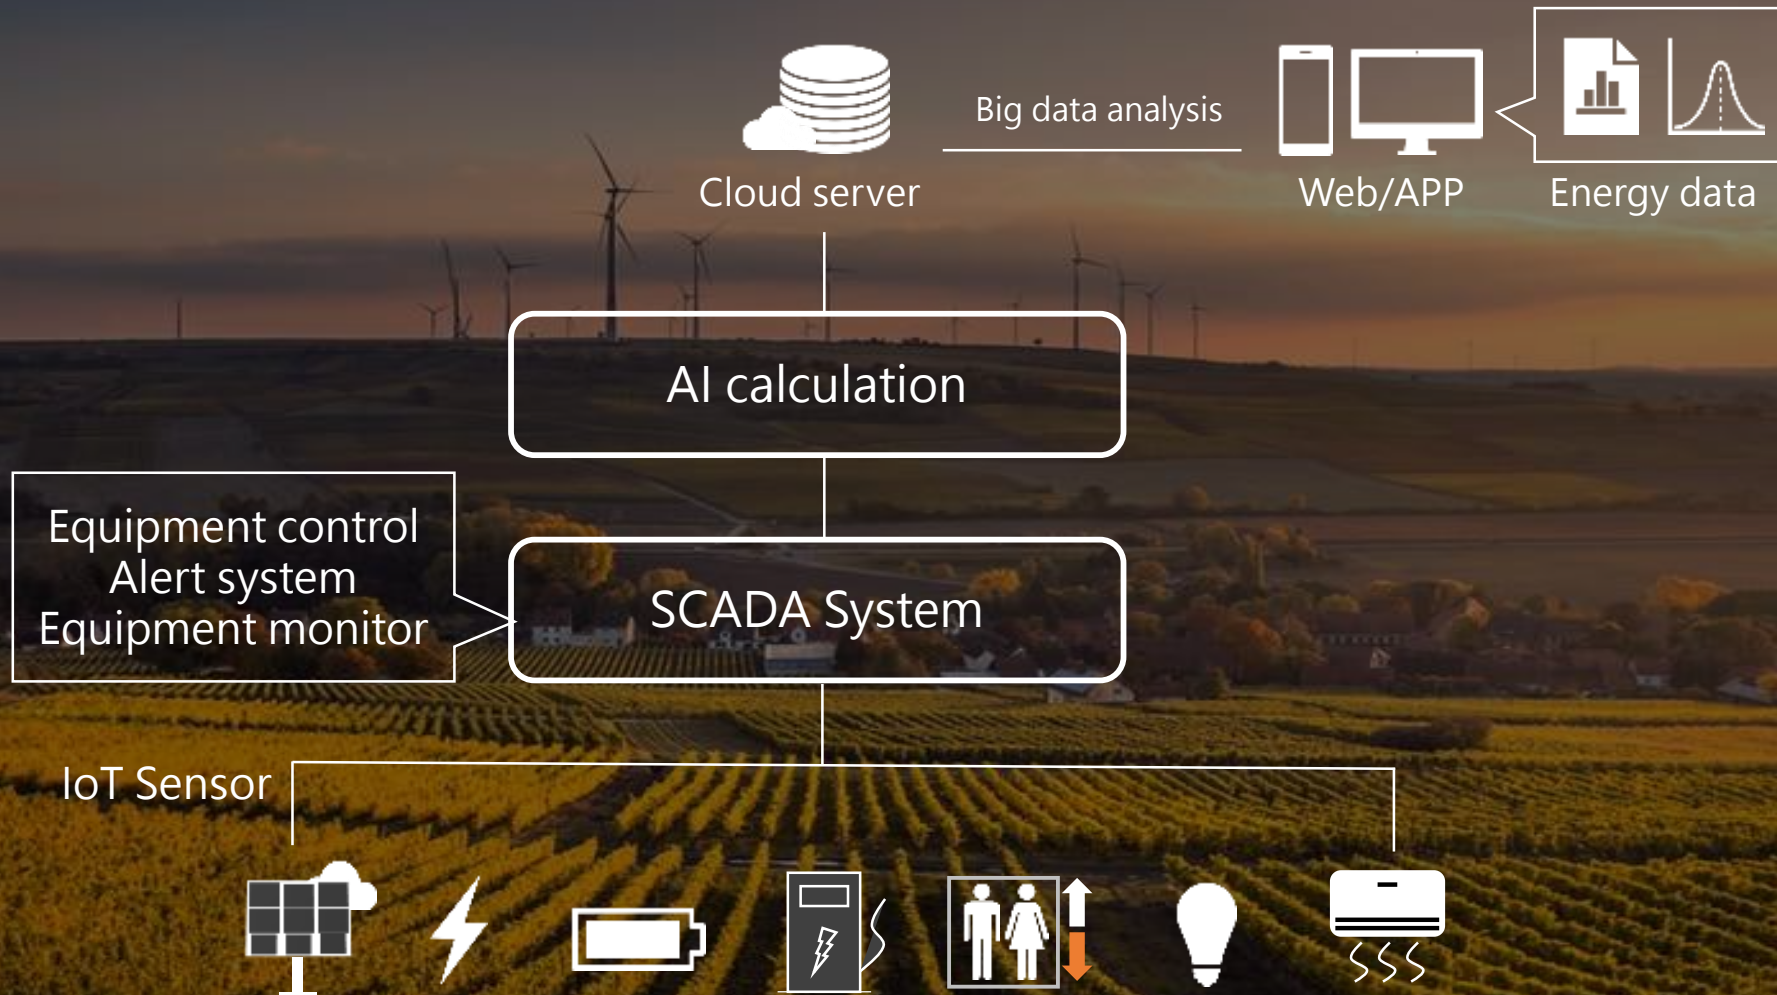 Big data analysis
Cloud server
Web/APP
Energy data
AI calculation
Equipment control
Alert system
Equipment monitor
SCADA System
IoT Sensor